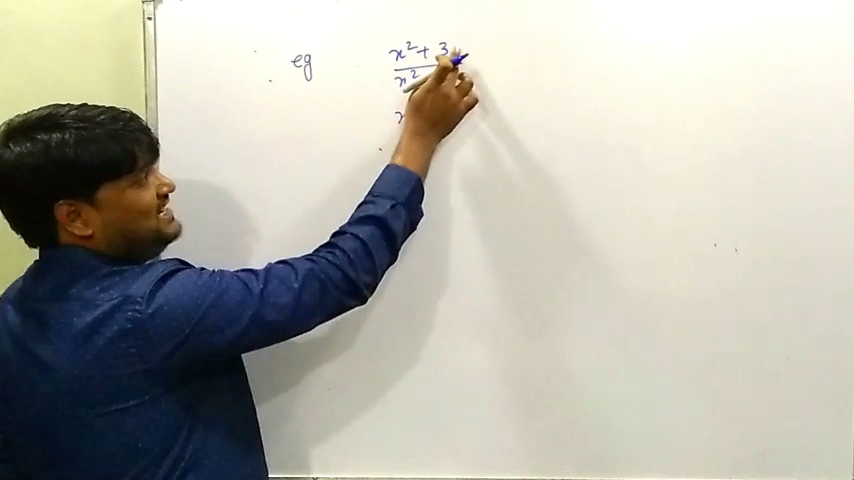 eg x² + 3
x²
x